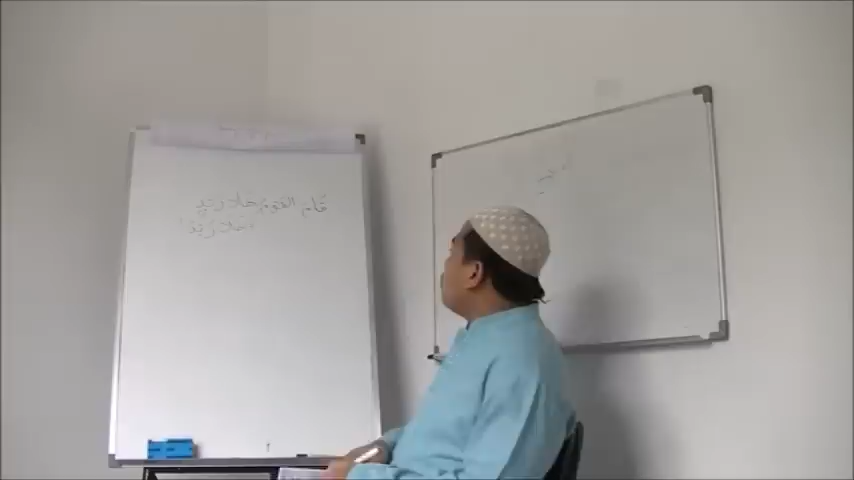 قام القوم خلا زيدٍ
خلا زيدًا